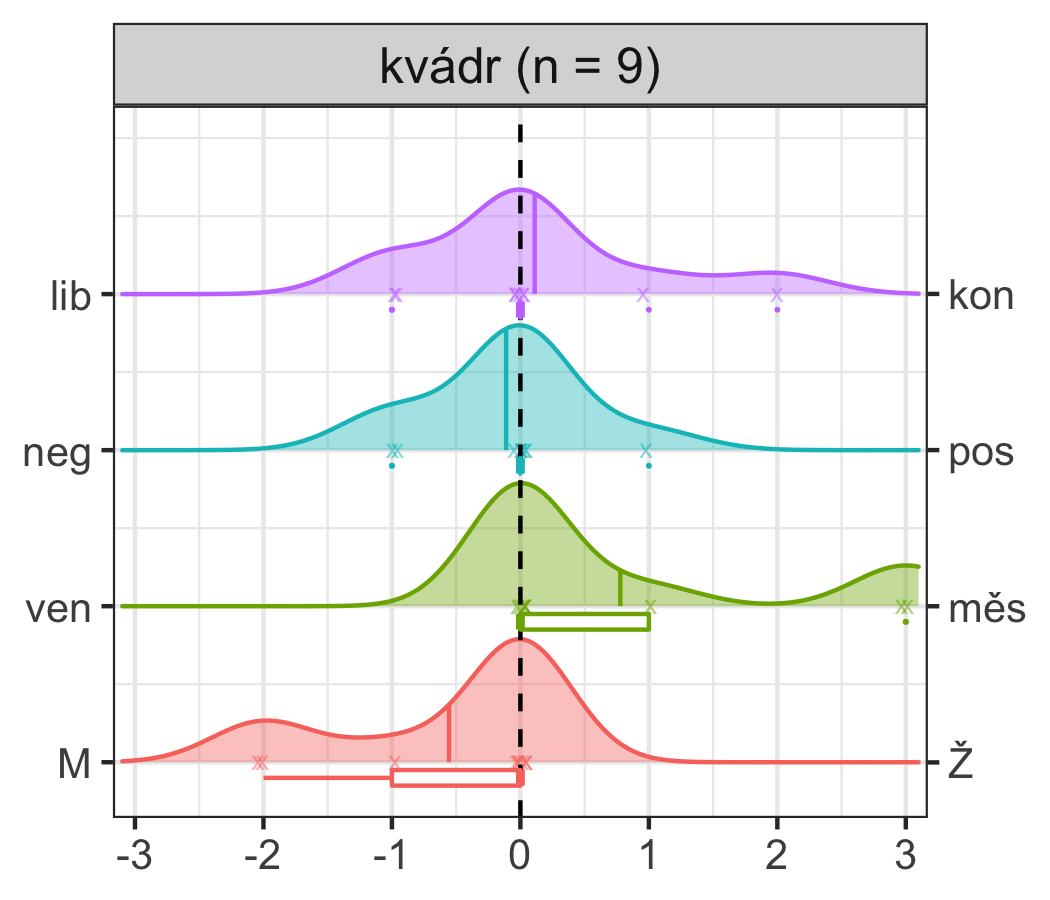 kvádr (n = 9)
lib kon
neg pos
ven měs
M Ž
-3 -2 -1 0 1 2 3